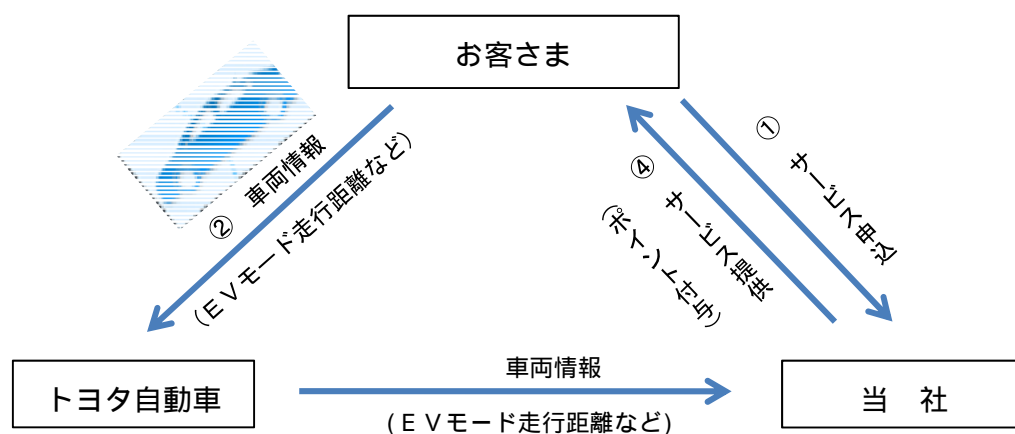 お客さま
① サービス申込
④ サービス提供
（ポイント付与）
② 車両情報
（ＥＶモード走行距離など）
トヨタ自動車
車両情報
(ＥＶモード走行距離など)
当　社